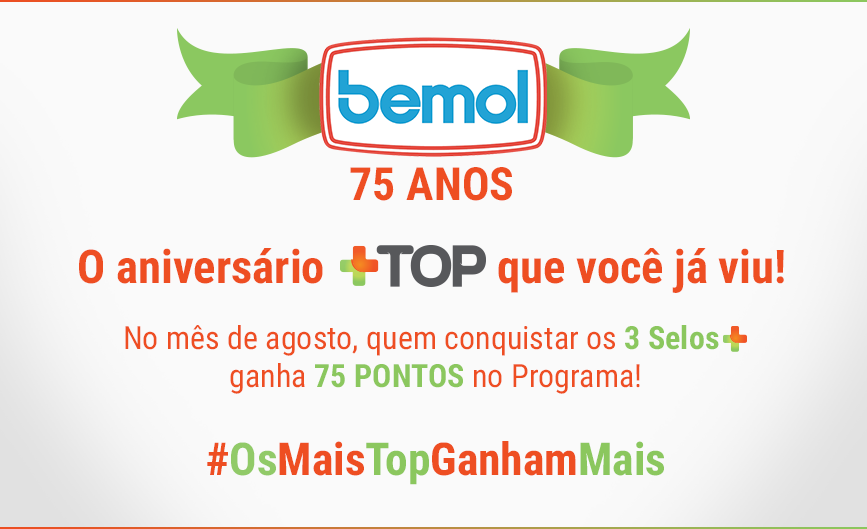 bemol
75 ANOS
O aniversário +TOP que você já viu!
No mês de agosto, quem conquistar os 3 Selos+
ganha 75 PONTOS no Programa!
#OsMaisTopGanhamMais